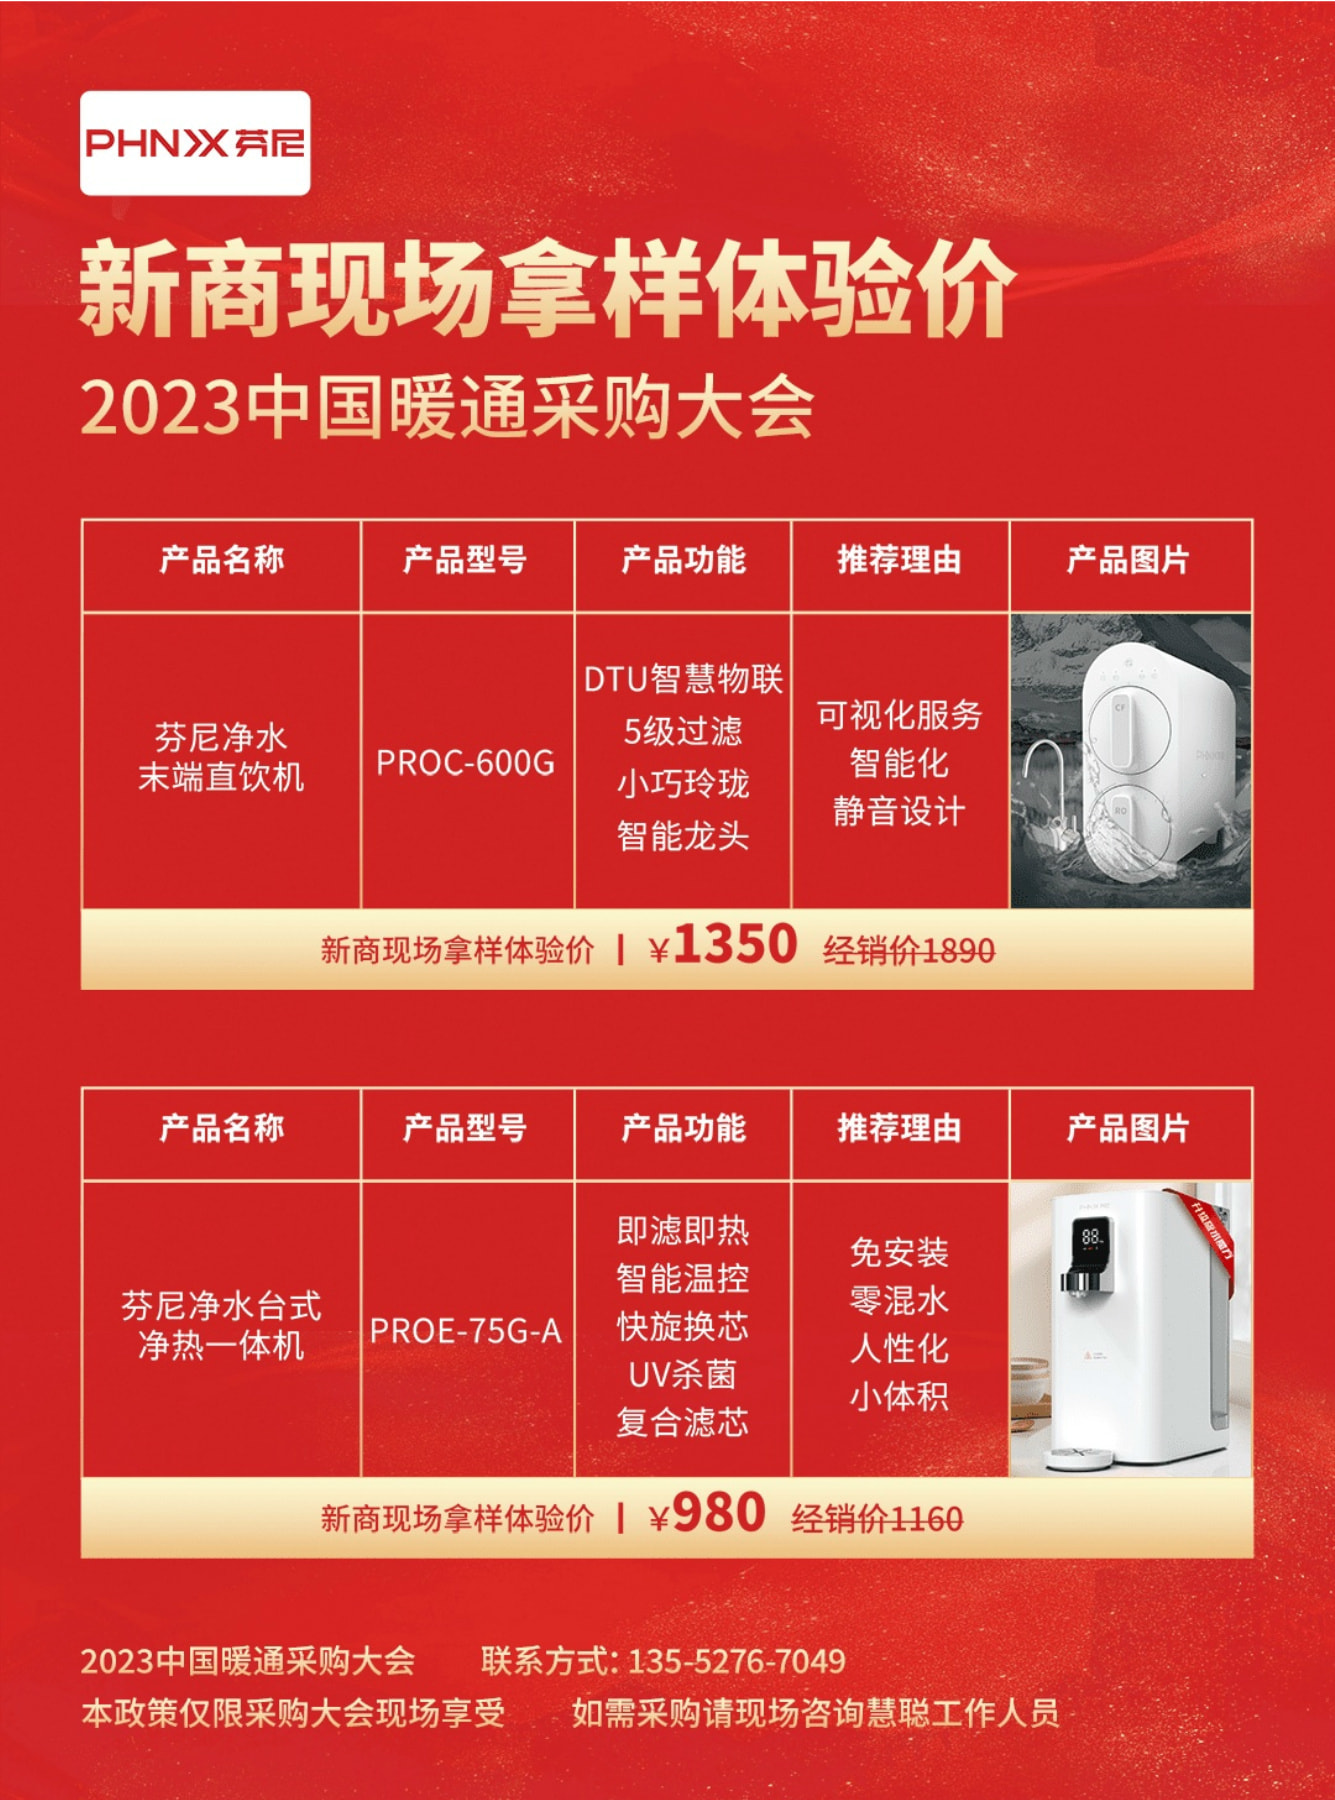 PHNIX 芬尼
新商现场拿样体验价
2023中国暖通采购大会
产品名称 产品型号 产品功能 推荐理由 产品图片
芬尼净水
末端直饮机
PROC-600G
DTU智慧物联
5级过滤
小巧玲珑
智能龙头
可视化服务
智能化
静音设计
CF
RO
新商现场拿样体验价 | ¥1350 经销价1890
产品名称 产品型号 产品功能 推荐理由 产品图片
芬尼净水台式
净热一体机
PROE-75G-A
即滤即热
智能温控
快旋换芯
UV杀菌
复合滤芯
免安装
零混水
人性化
小体积
88
新商现场拿样体验价 | ¥980 经销价1160
2023中国暖通采购大会 联系方式: 135-5276-7049
本政策仅限采购大会现场享受 如需采购请现场咨询慧聪工作人员